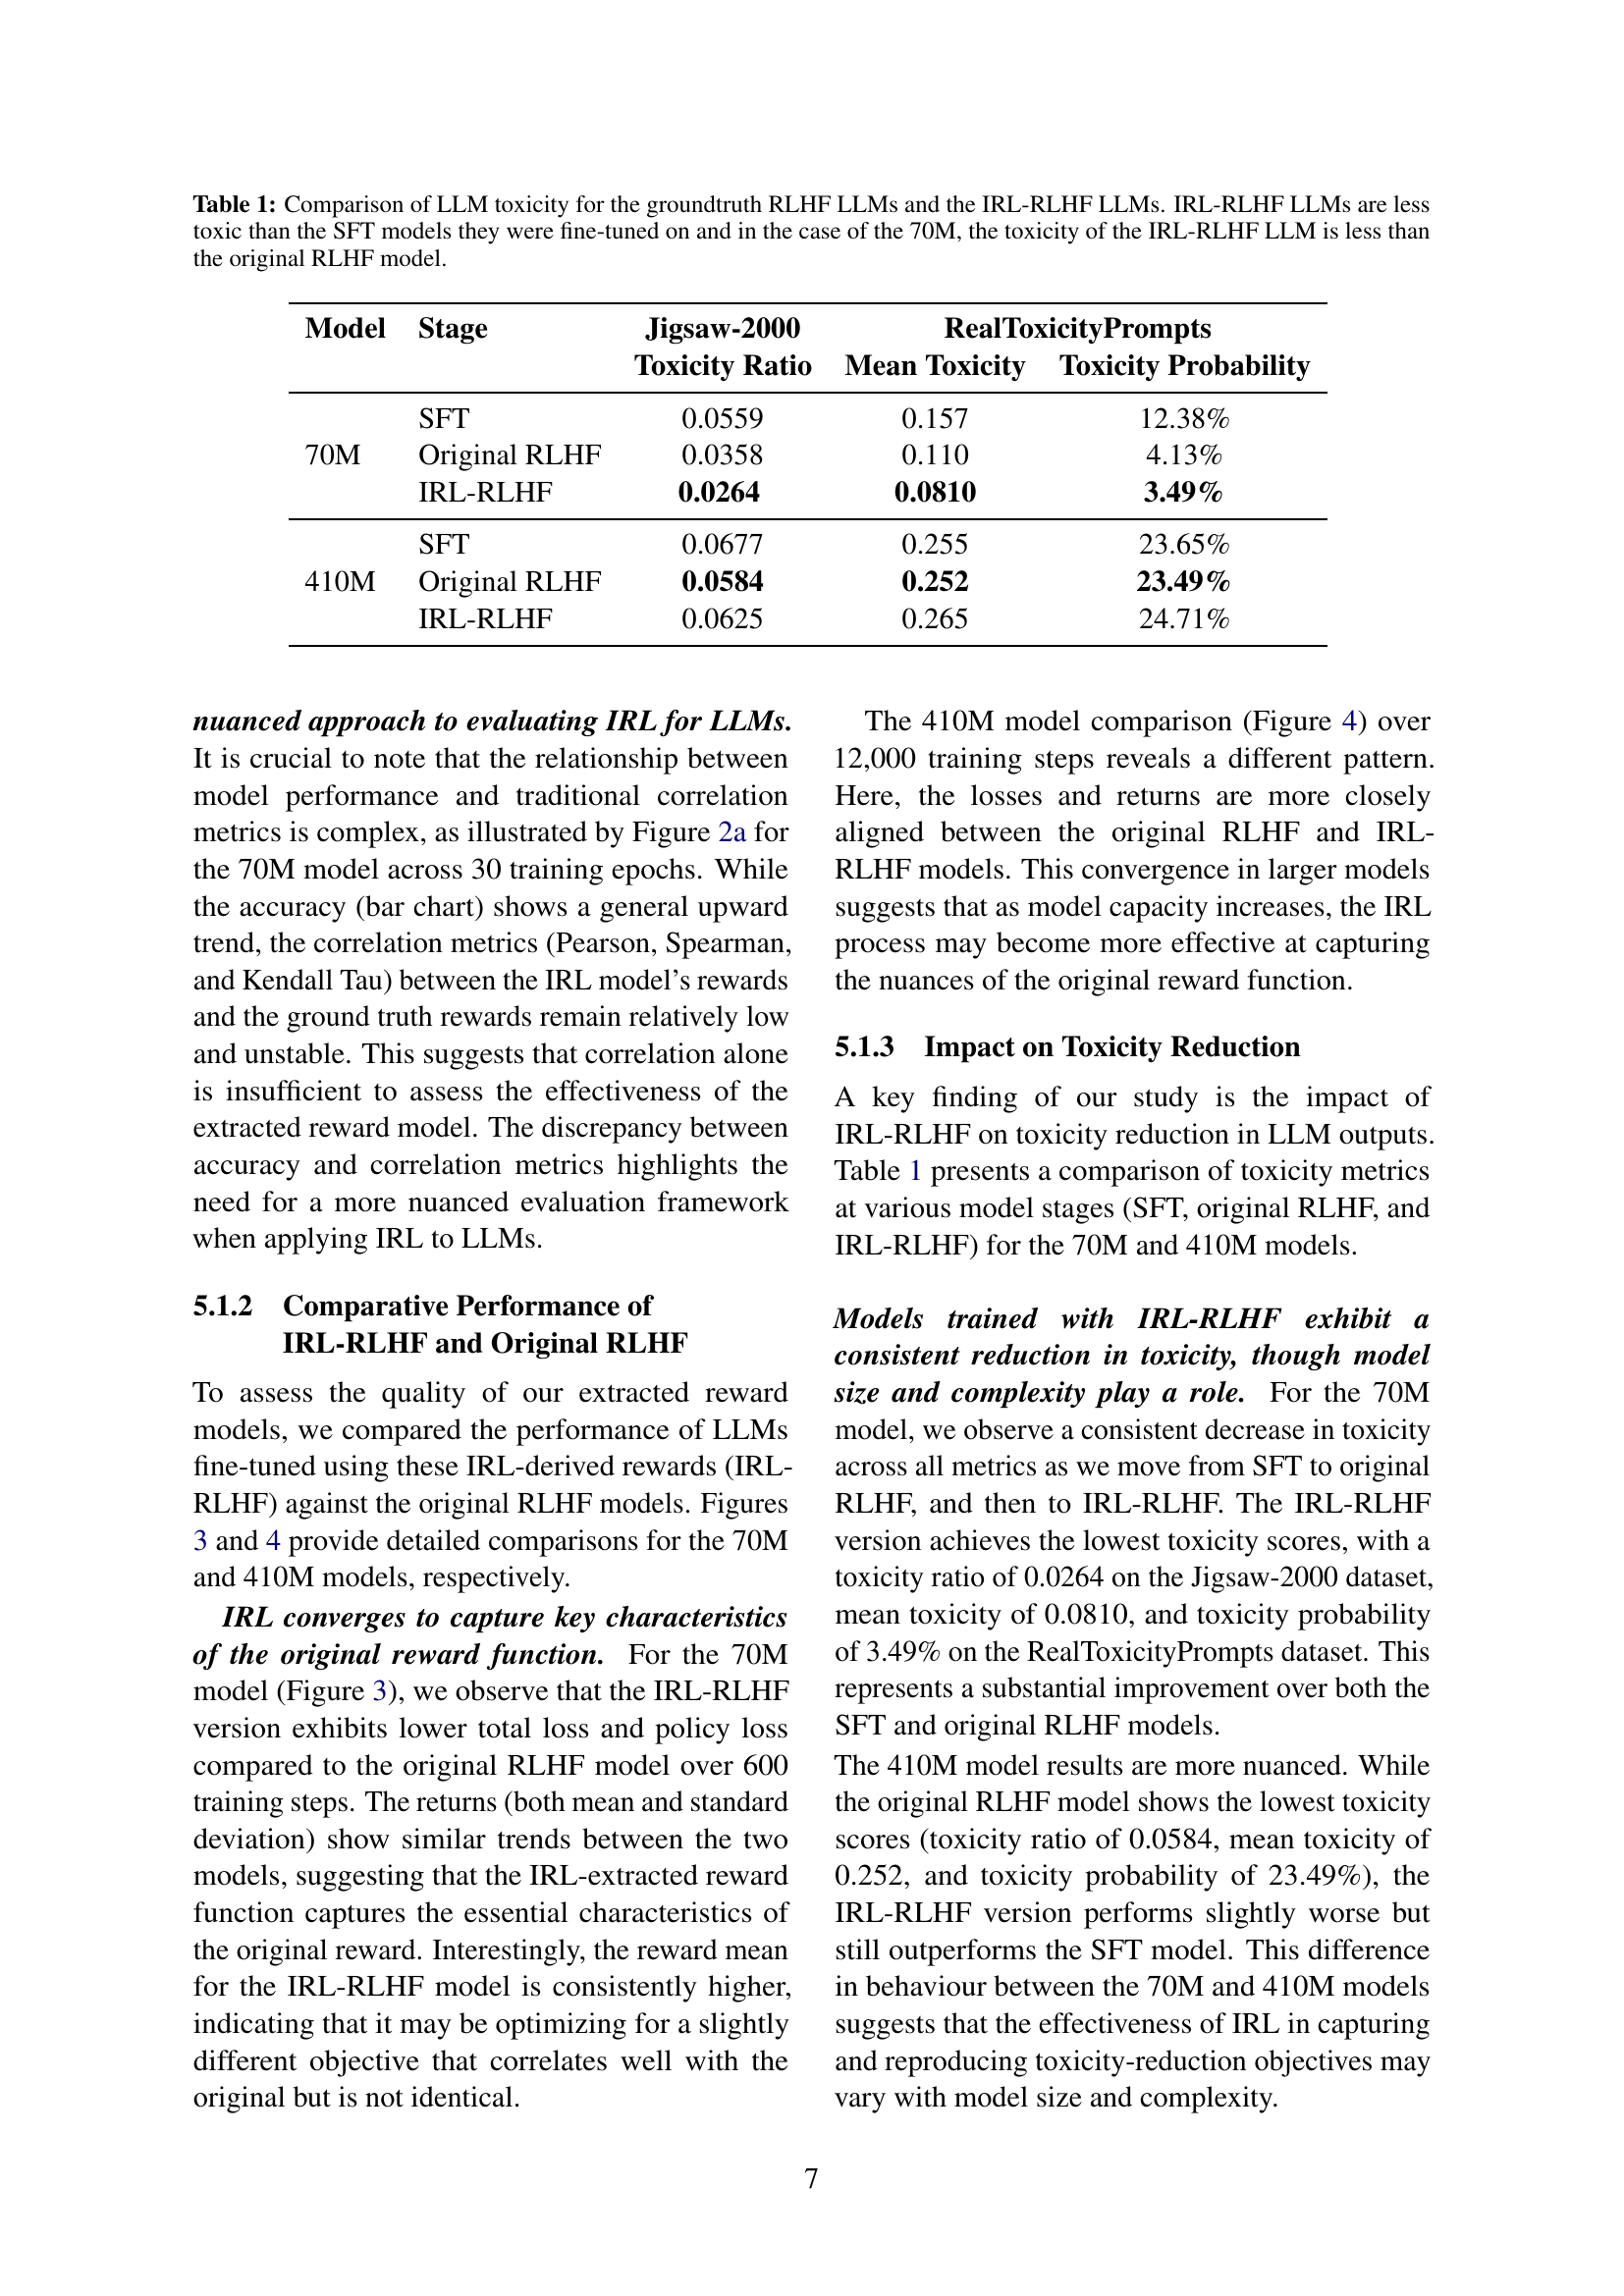 Table 1: Comparison of LLM toxicity for the groundtruth RLHF LLMs and the IRL-RLHF LLMs. IRL-RLHF LLMs are less
toxic than the SFT models they were fine-tuned on and in the case of the 70M, the toxicity of the IRL-RLHF LLM is less than
the original RLHF model.
Model Stage Jigsaw-2000 RealToxicityPrompts
Toxicity Ratio Mean Toxicity Toxicity Probability
SFT 0.0559 0.157 12.38%
70M Original RLHF 0.0358 0.110 4.13%
IRL-RLHF 0.0264 0.0810 3.49%
SFT 0.0677 0.255 23.65%
410M Original RLHF 0.0584 0.252 23.49%
IRL-RLHF 0.0625 0.265 24.71%
nuanced approach to evaluating IRL for LLMs.
It is crucial to note that the relationship between
model performance and traditional correlation
metrics is complex, as illustrated by Figure 2a for
the 70M model across 30 training epochs. While
the accuracy (bar chart) shows a general upward
trend, the correlation metrics (Pearson, Spearman,
and Kendall Tau) between the IRL model's rewards
and the ground truth rewards remain relatively low
and unstable. This suggests that correlation alone
is insufficient to assess the effectiveness of the
extracted reward model. The discrepancy between
accuracy and correlation metrics highlights the
need for a more nuanced evaluation framework
when applying IRL to LLMs.
5.1.2 Comparative Performance of
IRL-RLHF and Original RLHF
To assess the quality of our extracted reward
models, we compared the performance of LLMs
fine-tuned using these IRL-derived rewards (IRL-
RLHF) against the original RLHF models. Figures
3 and 4 provide detailed comparisons for the 70M
and 410M models, respectively.
IRL converges to capture key characteristics
of the original reward function. For the 70M
model (Figure 3), we observe that the IRL-RLHF
version exhibits lower total loss and policy loss
compared to the original RLHF model over 600
training steps. The returns (both mean and standard
deviation) show similar trends between the two
models, suggesting that the IRL-extracted reward
function captures the essential characteristics of
the original reward. Interestingly, the reward mean
for the IRL-RLHF model is consistently higher,
indicating that it may be optimizing for a slightly
different objective that correlates well with the
original but is not identical.
The 410M model comparison (Figure 4) over
12,000 training steps reveals a different pattern.
Here, the losses and returns are more closely
aligned between the original RLHF and IRL-
RLHF models. This convergence in larger models
suggests that as model capacity increases, the IRL
process may become more effective at capturing
the nuances of the original reward function.
5.1.3 Impact on Toxicity Reduction
A key finding of our study is the impact of
IRL-RLHF on toxicity reduction in LLM outputs.
Table 1 presents a comparison of toxicity metrics
at various model stages (SFT, original RLHF, and
IRL-RLHF) for the 70M and 410M models.
Models trained with IRL-RLHF exhibit a
consistent reduction in toxicity, though model
size and complexity play a role. For the 70M
model, we observe a consistent decrease in toxicity
across all metrics as we move from SFT to original
RLHF, and then to IRL-RLHF. The IRL-RLHF
version achieves the lowest toxicity scores, with a
toxicity ratio of 0.0264 on the Jigsaw-2000 dataset,
mean toxicity of 0.0810, and toxicity probability
of 3.49% on the RealToxicityPrompts dataset. This
represents a substantial improvement over both the
SFT and original RLHF models.
The 410M model results are more nuanced. While
the original RLHF model shows the lowest toxicity
scores (toxicity ratio of 0.0584, mean toxicity of
0.252, and toxicity probability of 23.49%), the
IRL-RLHF version performs slightly worse but
still outperforms the SFT model. This difference
in behaviour between the 70M and 410M models
suggests that the effectiveness of IRL in capturing
and reproducing toxicity-reduction objectives may
vary with model size and complexity.
7